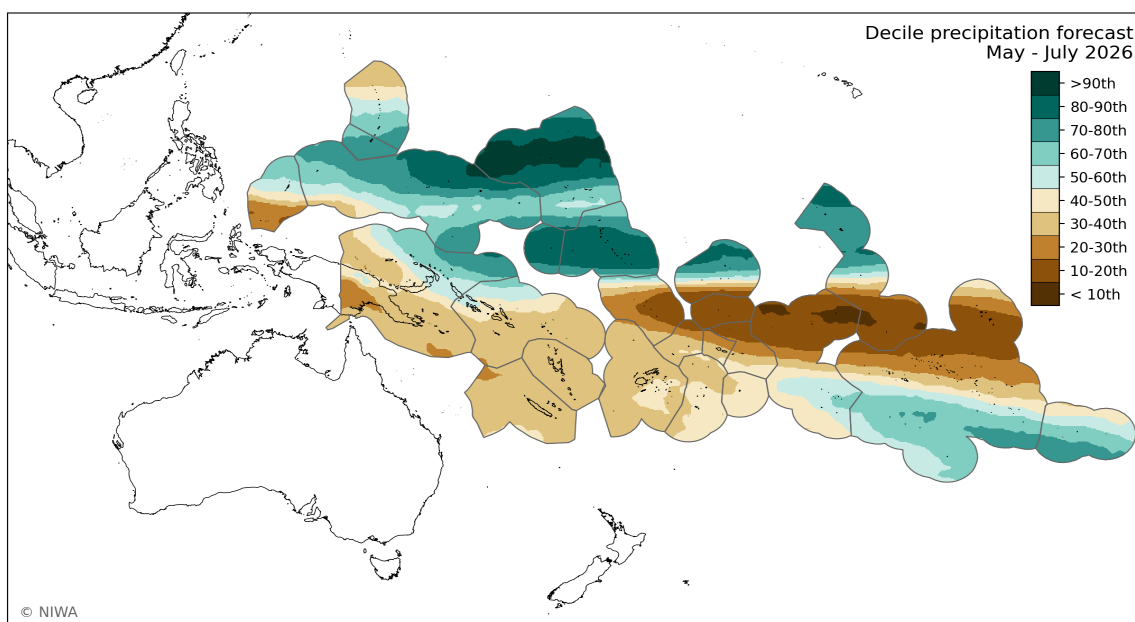 Decile precipitation forecast
May - July 2026
>90th
80-90th
70-80th
60-70th
50-60th
40-50th
30-40th
20-30th
10-20th
< 10th
© NIWA